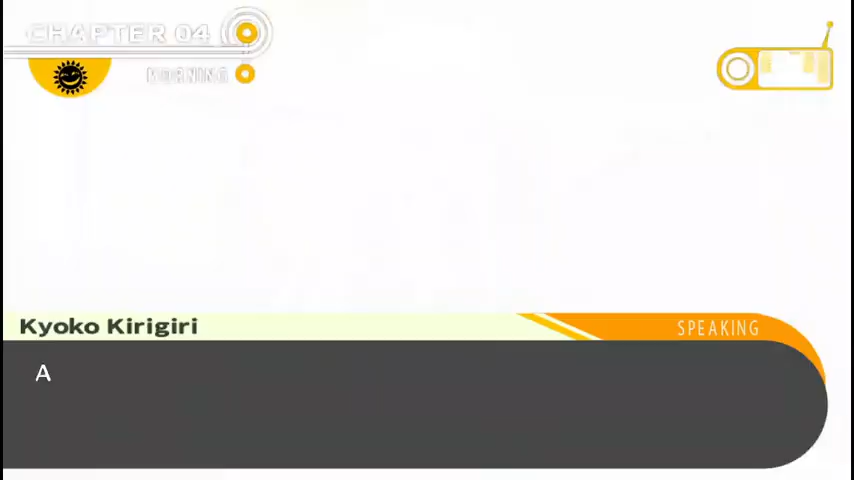 CHAPTER 04
MORNING
Kyoko Kirigiri
SPEAKING
A